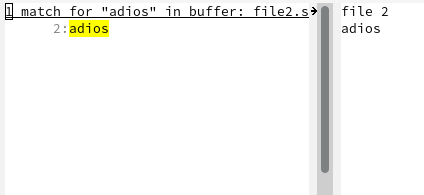 1 match for "adios" in buffer: file2.s
file 2
2:adios
adios